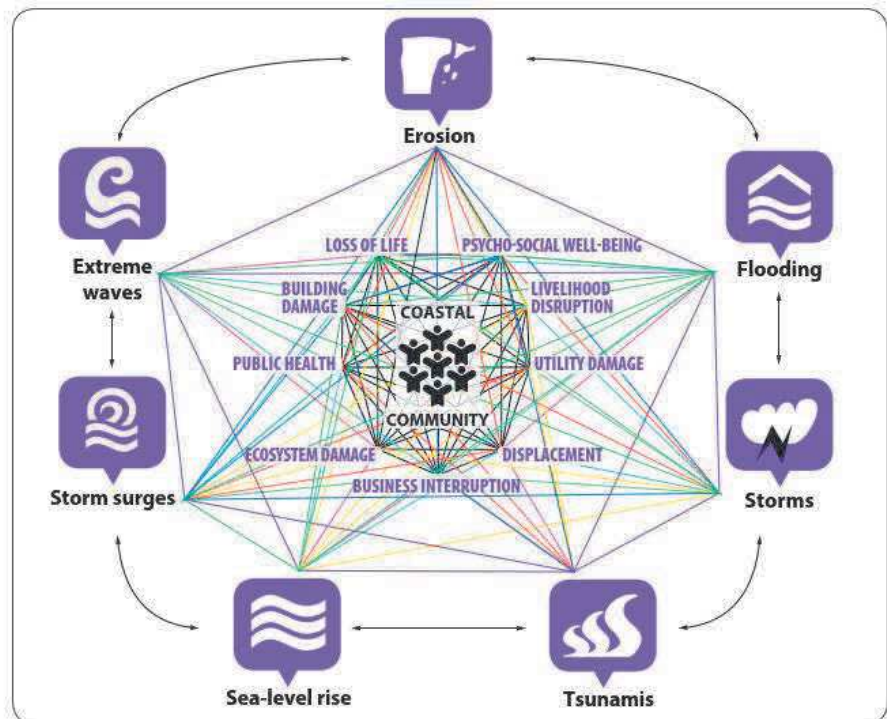 Erosion
LOSS OF LIFE
PSYCHO-SOCIAL WELL-BEING
Extreme
waves
Flooding
BUILDING
DAMAGE
LIVELIHOOD
DISRUPTION
COASTAL
PUBLIC HEALTH
UTILITY DAMAGE
COMMUNITY
ECOSYSTEM DAMAGE
DISPLACEMENT
BUSINESS INTERRUPTION
Storm surges
Storms
Sea-level rise
Tsunamis